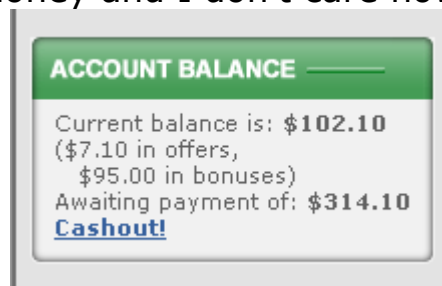 ACCOUNT BALANCE
Current balance is: $102.10
($7.10 in offers,
$95.00 in bonuses)
Awaiting payment of: $314.10
Cashout!